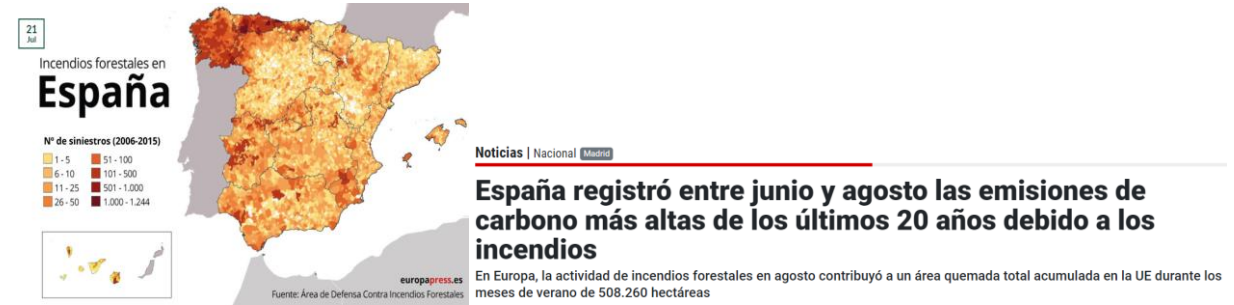 21
Jul
Incendios forestales en
España
Nº de siniestros (2006-2015)
1 - 5
51 - 100
6 - 10
101 - 500
11 - 25
501 - 1.000
26 - 50
1.000 - 1.244
europapress.es
Fuente: Área de Defensa Contra Incendios Forestales
Noticias | Nacional Madrid
España registró entre junio y agosto las emisiones de
carbono más altas de los últimos 20 años debido a los
incendios
En Europa, la actividad de incendios forestales en agosto contribuyó a un área quemada total acumulada en la UE durante los
meses de verano de 508.260 hectáreas